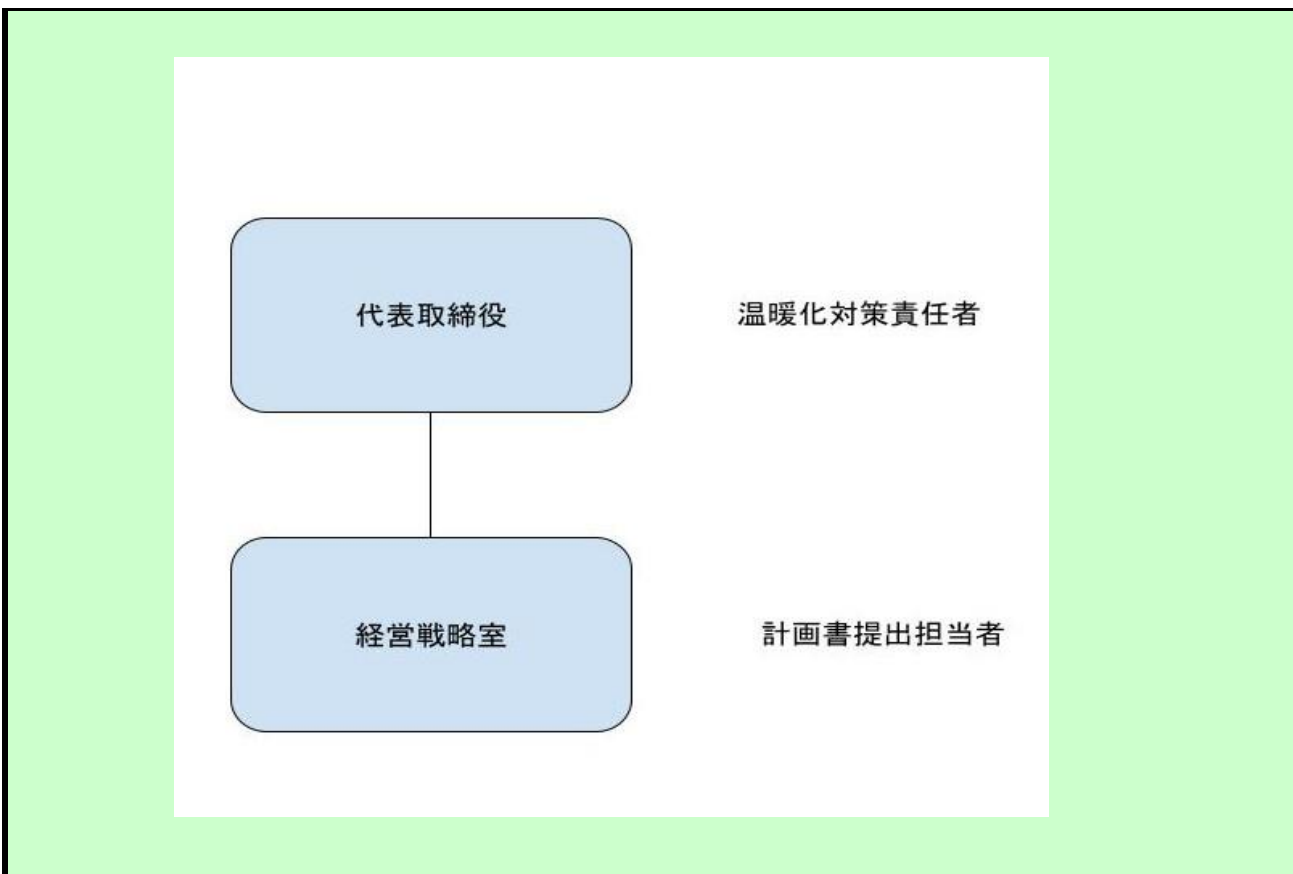 代表取締役
温暖化対策責任者
経営戦略室
計画書提出担当者